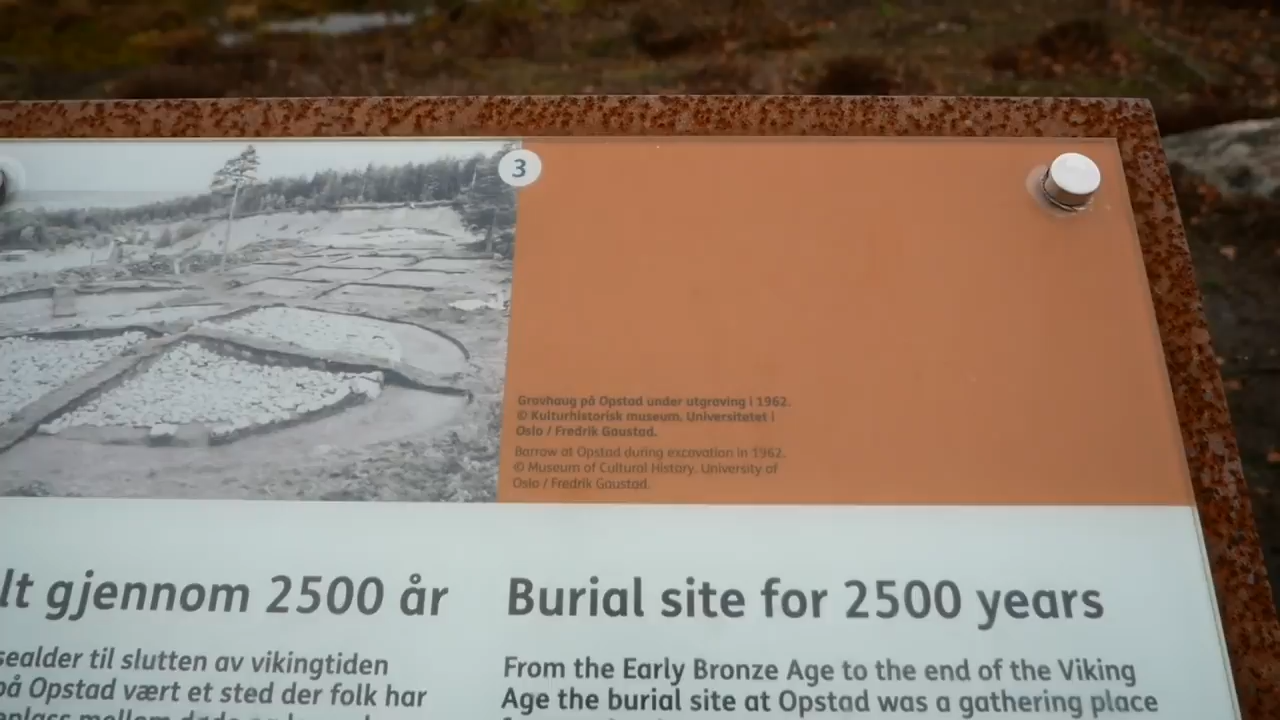 3
Gravhaug på Opstad under utgraving i 1962.
© Kulturhistorisk museum, Universitetet i
Oslo / Fredrik Gaustad.
Barrow at Opstad during excavation in 1962.
© Museum of Cultural History, University of
Oslo / Fredrik Gaustad.
lt gjennom 2500 år
sealder til slutten av vikingtiden
på Opstad vært et sted der folk har
Burial site for 2500 years
From the Early Bronze Age to the end of the Viking
Age the burial site at Opstad was a gathering place